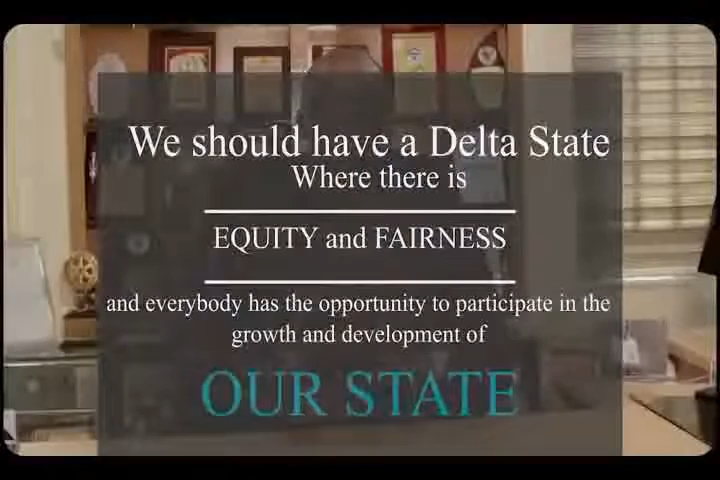 We should have a Delta State
Where there is
EQUITY and FAIRNESS
and everybody has the opportunity to participate in the
growth and development of
OUR STATE